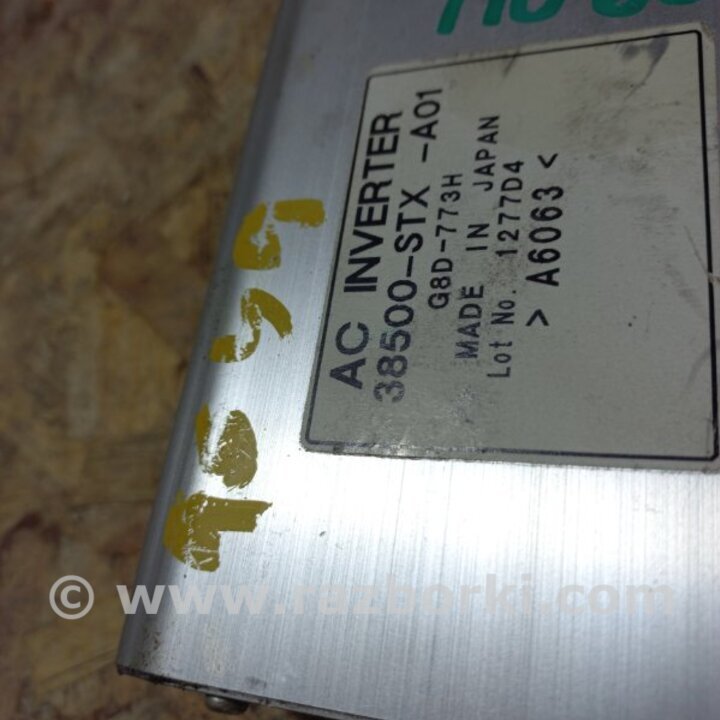 AC INVERTER
38500-STX -A01
G8D-773H
MADE IN JAPAN
Lot No. 1277D4
> A6063 <
© www.razborki.com